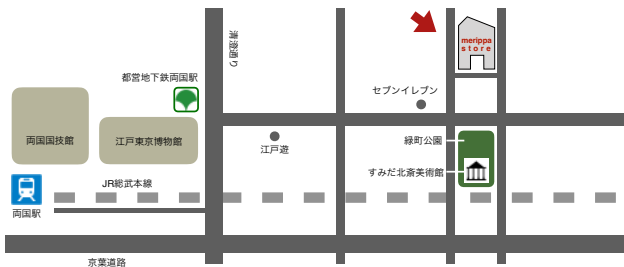 merippa
store
清澄通り
都営地下鉄両国駅
セブンイレブン
両国国技館
江戸東京博物館
江戸遊
緑町公園
すみだ北斎美術館
JR総武本線
両国駅
京葉道路